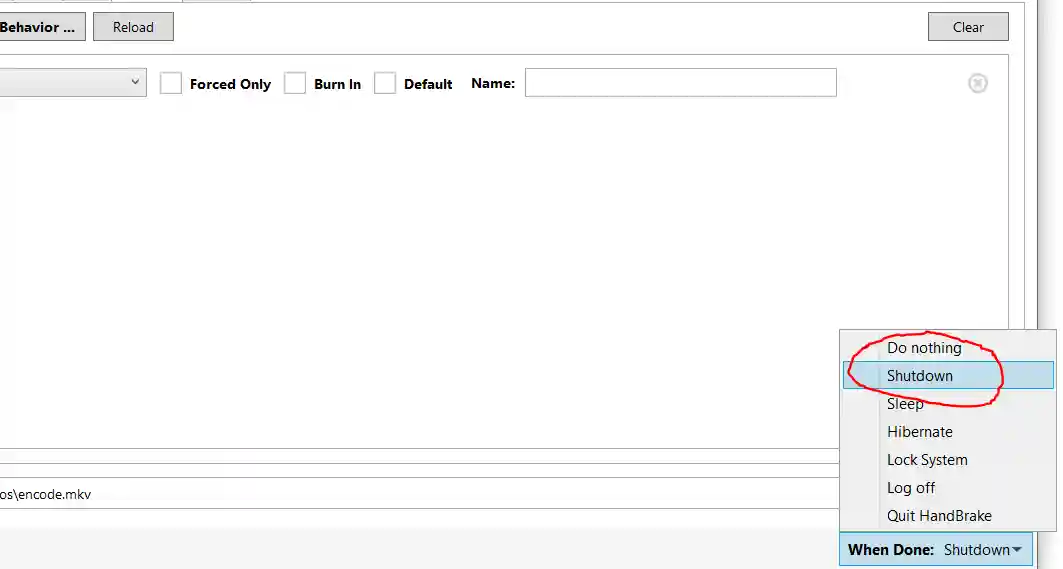 Behavior ... Reload Clear
Forced Only Burn In Default Name:
Do nothing
Shutdown
Sleep
Hibernate
Lock System
Log off
Quit HandBrake
os\encode.mkv
When Done: Shutdown